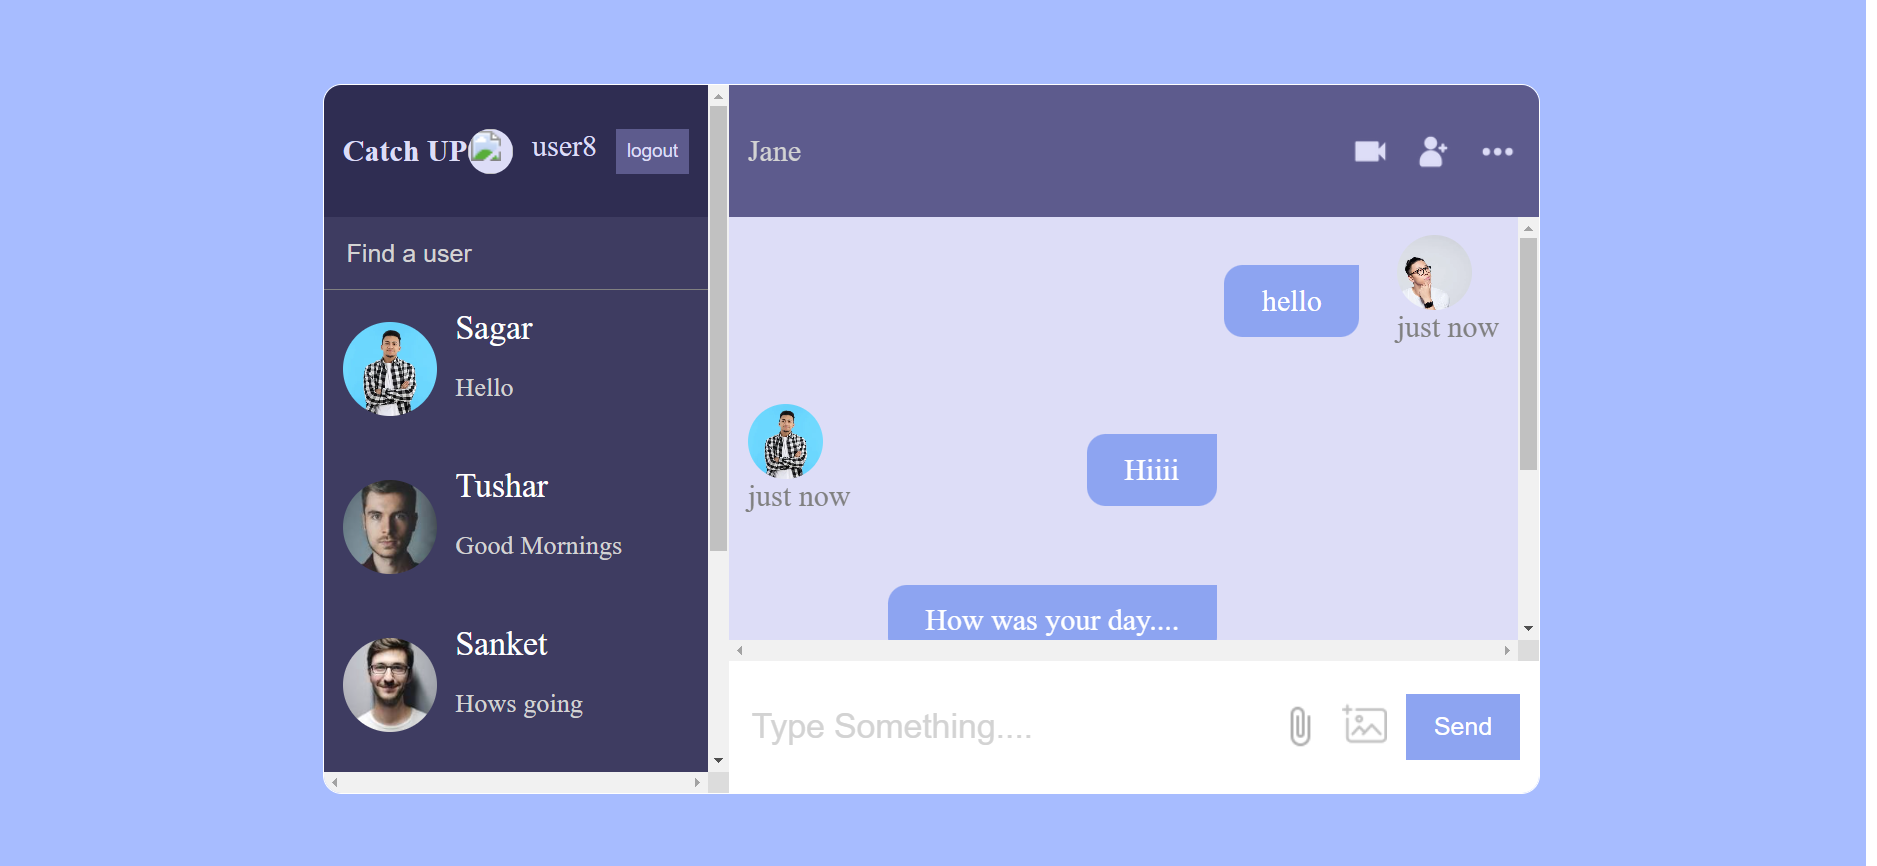 Catch UP
user8
logout
Find a user
Sagar
Hello
Tushar
Good Mornings
Sanket
Hows going
Jane
hello
just now
Hiiii
just now
How was your day....
Type Something....
Send